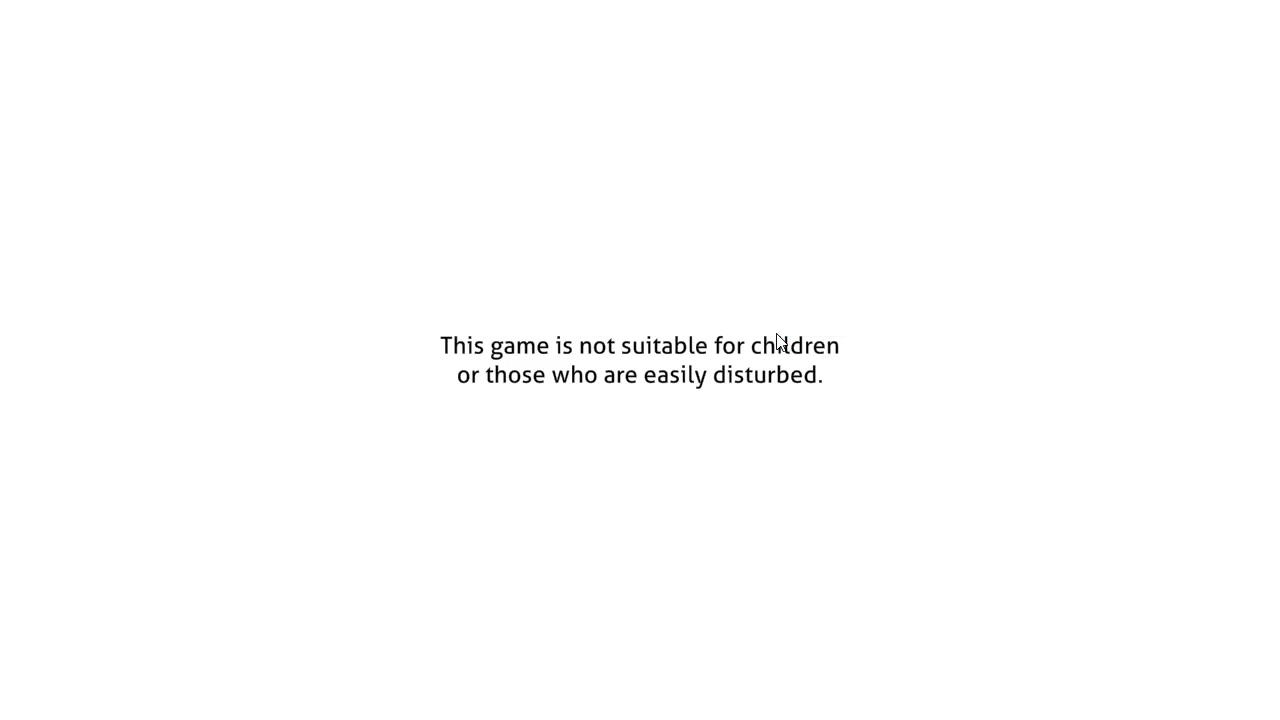 This game is not suitable for children
or those who are easily disturbed.